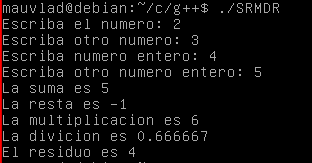 mauvlad@debian:~/c/g++$ ./SRMDR
Escriba el numero: 2
Escriba otro numero: 3
Escriba numero entero: 4
Escriba otro numero entero: 5
La suma es 5
La resta es -1
La multiplicacion es 6
La divicion es 0.666667
El residuo es 4